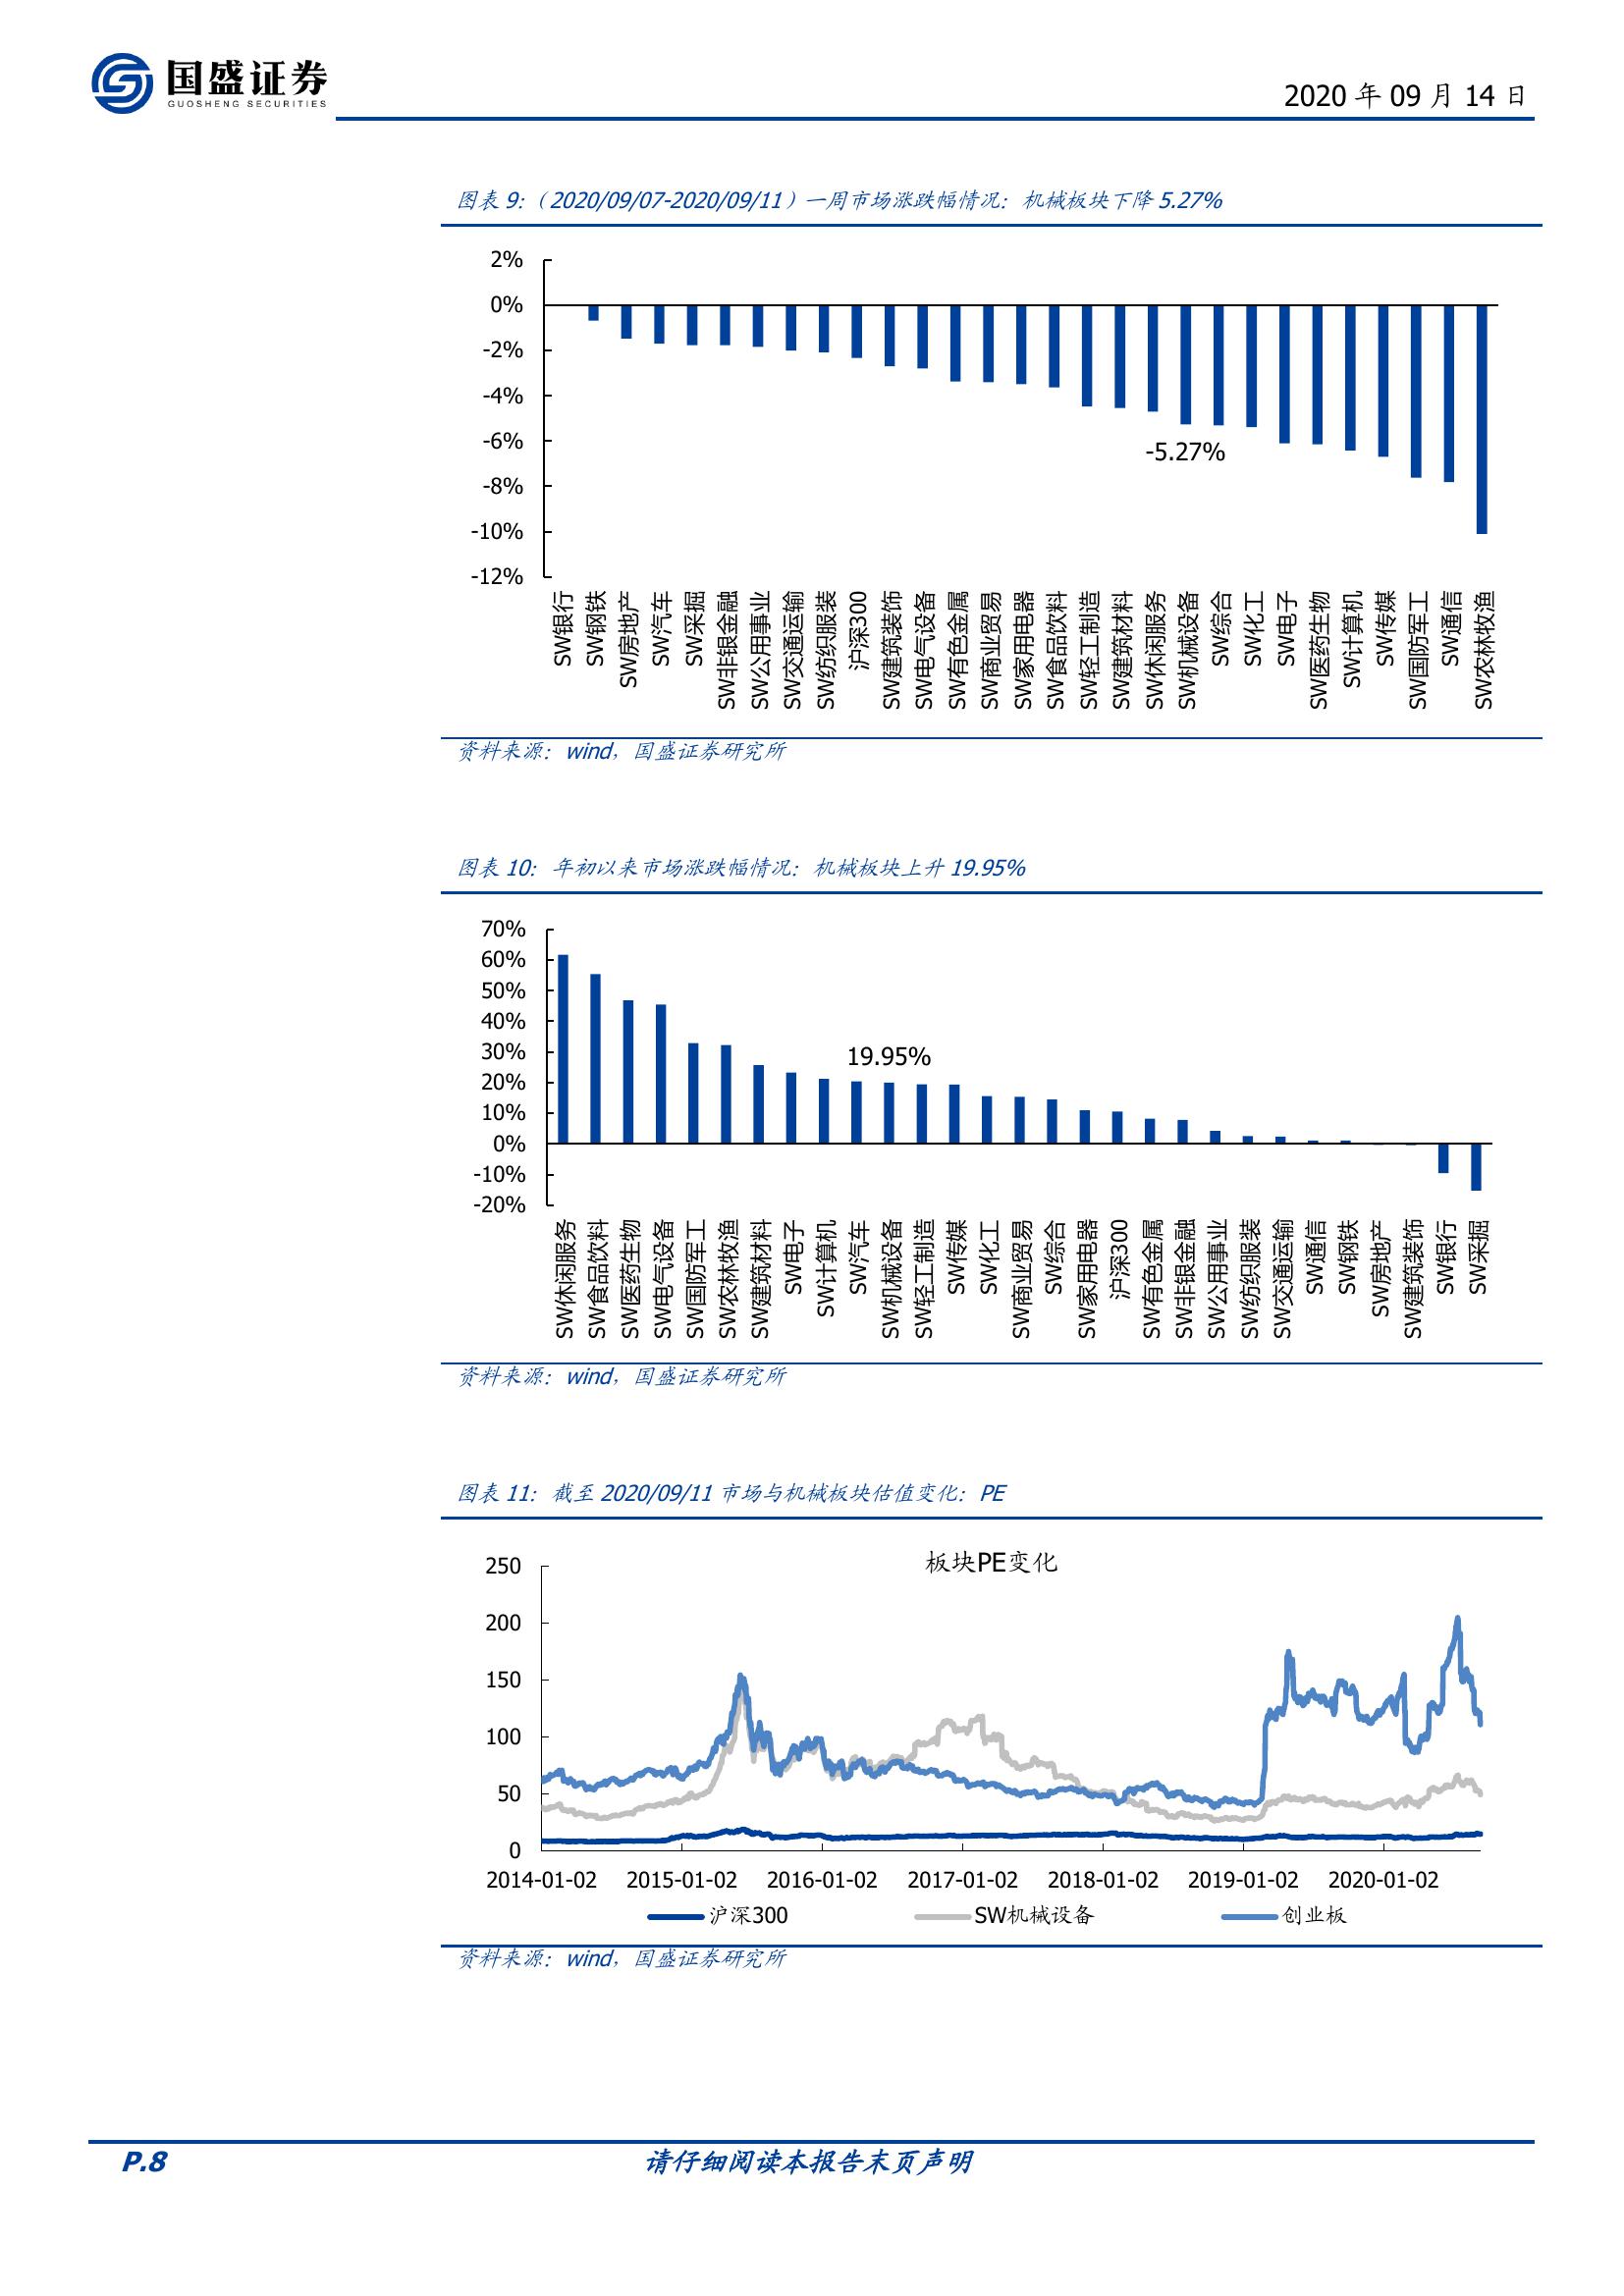 国盛证券
GUOSHENG SECURITIES
2020 年 09 月 14 日
图表 9:（2020/09/07-2020/09/11）一周市场涨跌幅情况：机械板块下降 5.27%
2%
0%
-2%
-4%
-6%
-8%
-10%
-12%
-5.27%
SW银行
SW钢铁
SW房地产
SW汽车
SW采掘
SW非银金融
SW公用事业
SW交通运输
SW纺织服装
沪深300
SW建筑装饰
SW电气设备
SW有色金属
SW商业贸易
SW家用电器
SW食品饮料
SW轻工制造
SW建筑材料
SW休闲服务
SW机械设备
SW综合
SW化工
SW电子
SW医药生物
SW计算机
SW传媒
SW国防军工
SW通信
SW农林牧渔
资料来源：wind，国盛证券研究所
图表 10：年初以来市场涨跌幅情况：机械板块上升 19.95%
70%
60%
50%
40%
30%
20%
10%
0%
-10%
-20%
19.95%
SW休闲服务
SW食品饮料
SW医药生物
SW电气设备
SW国防军工
SW农林牧渔
SW建筑材料
SW电子
SW计算机
SW汽车
SW机械设备
SW轻工制造
SW传媒
SW化工
SW商业贸易
SW综合
SW家用电器
沪深300
SW有色金属
SW非银金融
SW公用事业
SW纺织服装
SW交通运输
SW通信
SW钢铁
SW房地产
SW建筑装饰
SW银行
SW采掘
资料来源：wind，国盛证券研究所
图表 11：截至 2020/09/11 市场与机械板块估值变化：PE
板块PE变化
250
200
150
100
50
0
2014-01-02 2015-01-02 2016-01-02 2017-01-02 2018-01-02 2019-01-02 2020-01-02
沪深300 SW机械设备 创业板
资料来源：wind，国盛证券研究所
P.8 请仔细阅读本报告末页声明